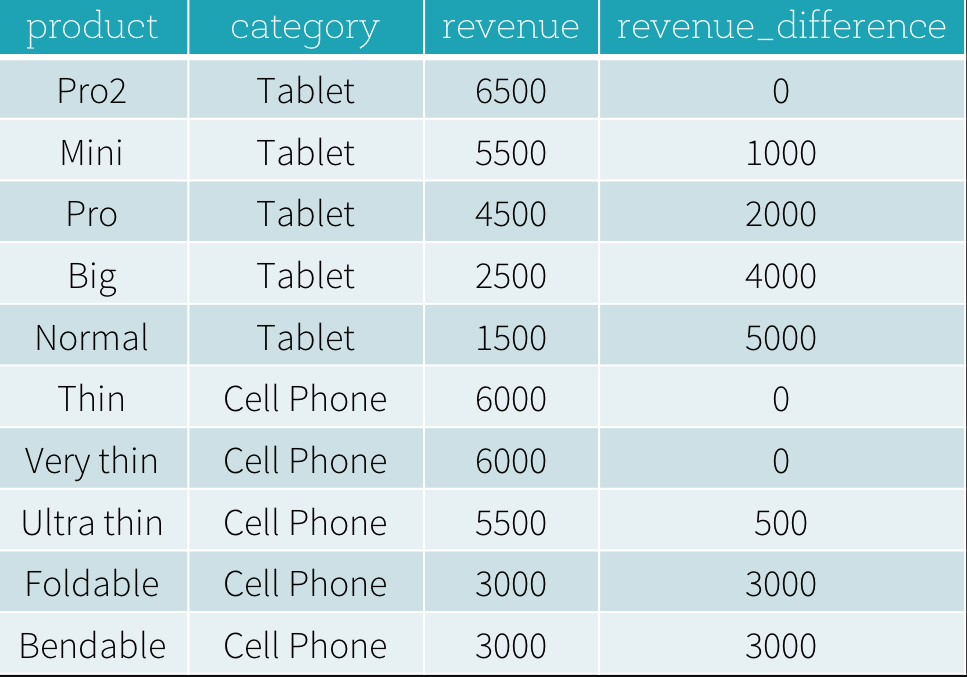 product category revenue revenue_difference
Pro2 Tablet 6500 0
Mini Tablet 5500 1000
Pro Tablet 4500 2000
Big Tablet 2500 4000
Normal Tablet 1500 5000
Thin Cell Phone 6000 0
Very thin Cell Phone 6000 0
Ultra thin Cell Phone 5500 500
Foldable Cell Phone 3000 3000
Bendable Cell Phone 3000 3000